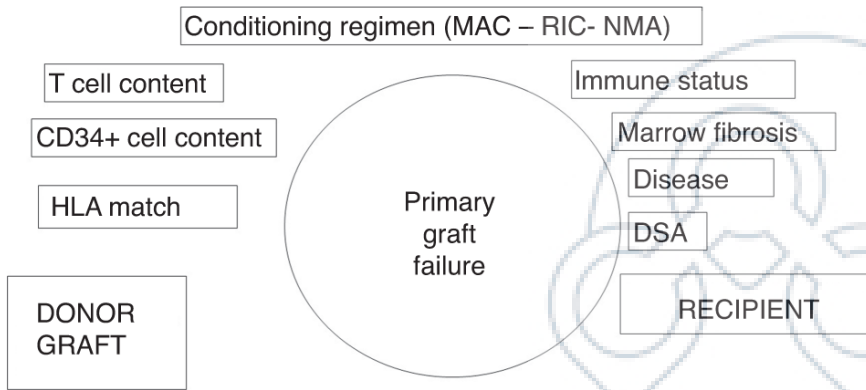 Conditioning regimen (MAC – RIC- NMA)
T cell content
CD34+ cell content
HLA match
DONOR
GRAFT
Primary
graft
failure
Immune status
Marrow fibrosis
Disease
DSA
RECIPIENT